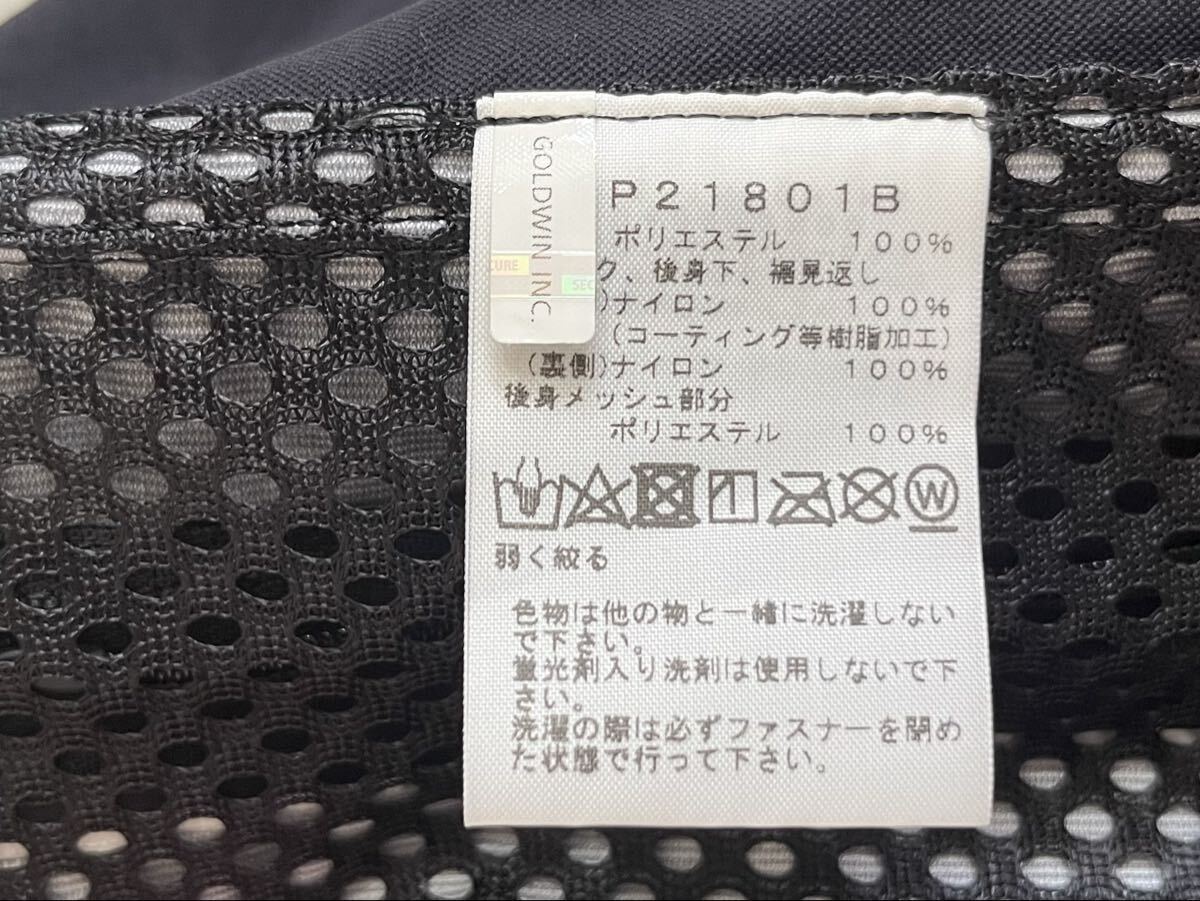 GOLDWIN INC.
CURE
SEC
P21801B
ポリエステル 100%
ク、後身下、裾見返し
)ナイロン 100%
(コーティング等樹脂加工)
(裏側)ナイロン 100%
後身メッシュ部分
ポリエステル 100%
W
弱く絞る
色物は他の物と一緒に洗濯しない
で下さい。
蛍光剤入り洗剤は使用しないで下
さい。
洗濯の際は必ずファスナーを閉め
た状態で行って下さい。